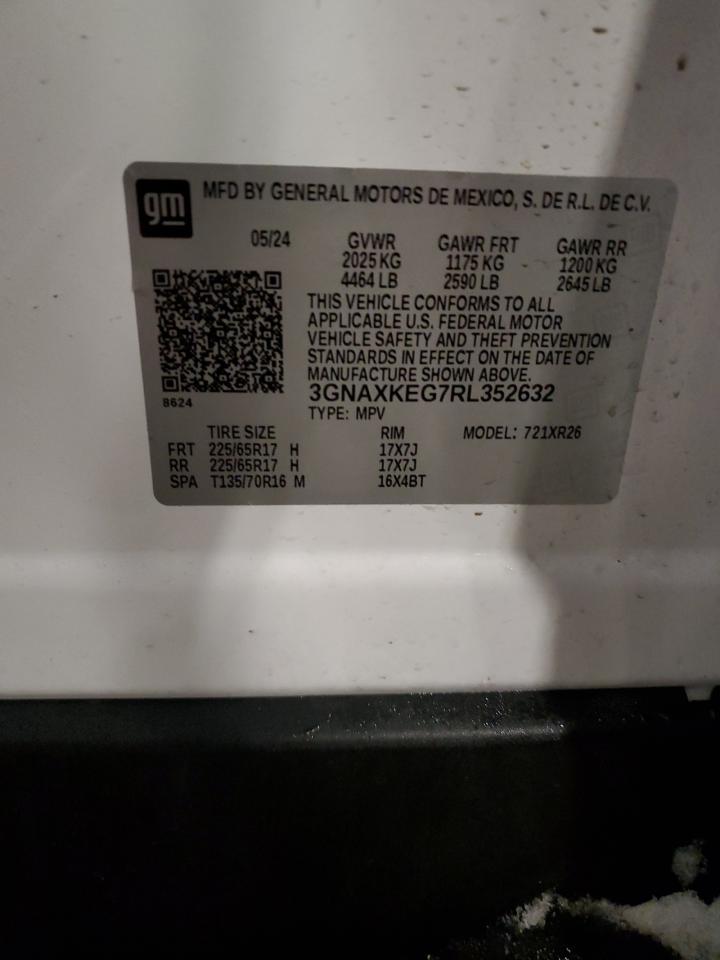 gm
MFD BY GENERAL MOTORS DE MEXICO, S. DE R.L. DE C.V.
05/24 GVWR GAWR FRT GAWR RR
2025 KG 1175 KG 1200 KG
4464 LB 2590 LB 2645 LB
THIS VEHICLE CONFORMS TO ALL
APPLICABLE U.S. FEDERAL MOTOR
VEHICLE SAFETY AND THEFT PREVENTION
STANDARDS IN EFFECT ON THE DATE OF
MANUFACTURE SHOWN ABOVE.
8624
3GNAXKEG7RL352632
TYPE: MPV
TIRE SIZE RIM MODEL: 721XR26
FRT 225/65R17 H 17X7J
RR 225/65R17 H 17X7J
SPA T135/70R16 M 16X4BT